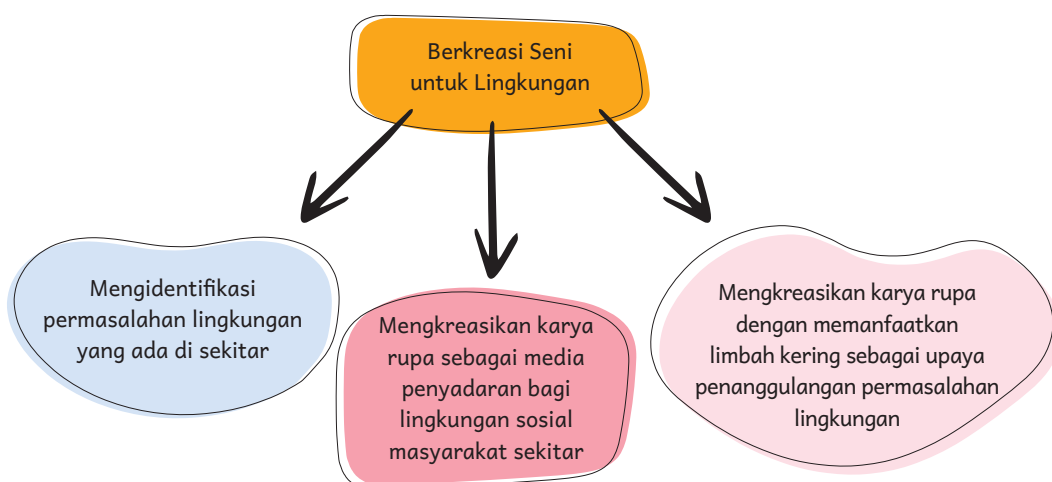 Berkreasi Seni
untuk Lingkungan
Mengidentifikasi
permasalahan lingkungan
yang ada di sekitar
Mengkreasikan karya
rupa sebagai media
penyadaran bagi
lingkungan sosial
masyarakat sekitar
Mengkreasikan karya rupa
dengan memanfaatkan
limbah kering sebagai upaya
penanggulangan permasalahan
lingkungan